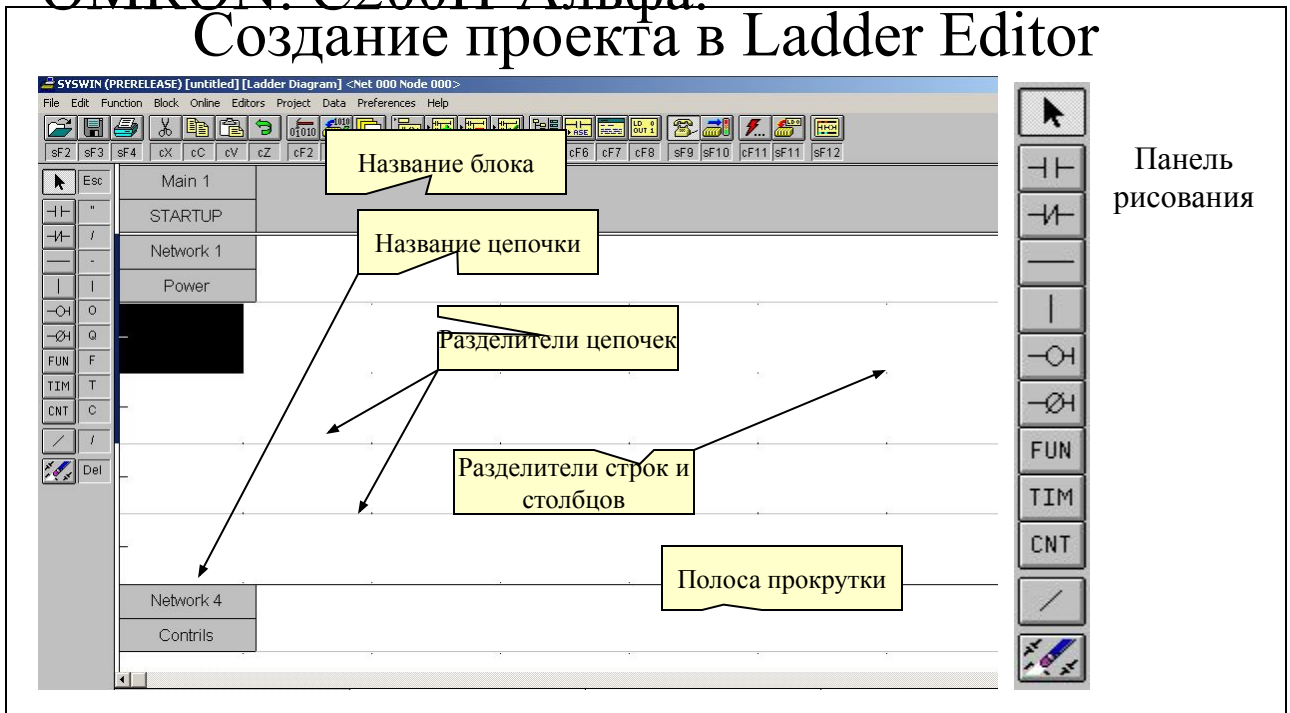 OMRON. C200H-Альфа.
Создание проекта в Ladder Editor
SYSWIN (PRERELEASE) [untitled] [Ladder Diagram] <Net 000 Node 000>
File Edit Function Block Online Editors Project Data Preferences Help
sF2 sF3 sF4 cX cC cV cZ cF2 cF6 cF7 cF8 sF9 sF10 cF11 sF11 sF12
Название блока
Esc
Main 1
"
STARTUP
/
Название цепочки
Network 1
-
I
Power
O
Q
Разделители цепочек
FUN F
TIM T
CNT C
/
Del
Разделители строк и
столбцов
Полоса прокрутки
Network 4
Contrils
Панель
рисования
FUN
TIM
CNT